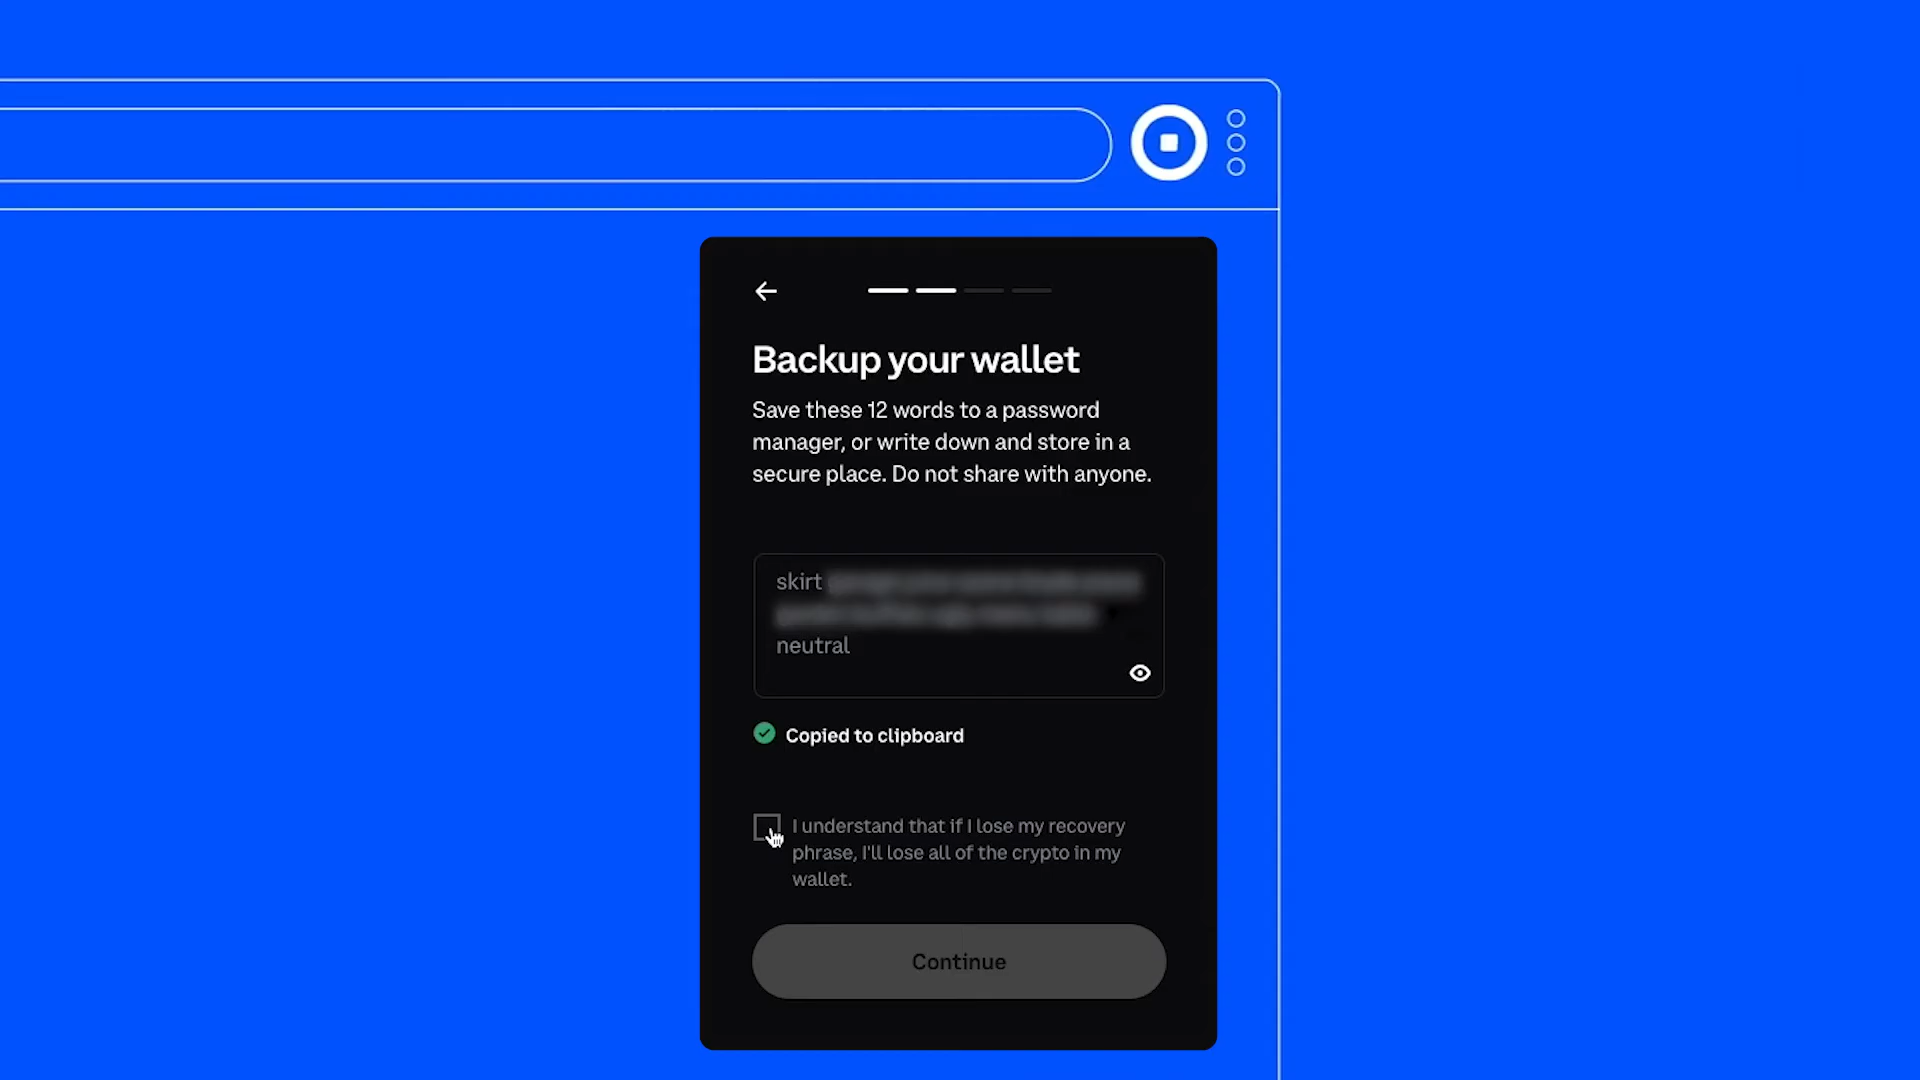 Backup your wallet
Save these 12 words to a password
manager, or write down and store in a
secure place. Do not share with anyone.
skirt
neutral
Copied to clipboard
I understand that if I lose my recovery
phrase, I'll lose all of the crypto in my
wallet.
Continue